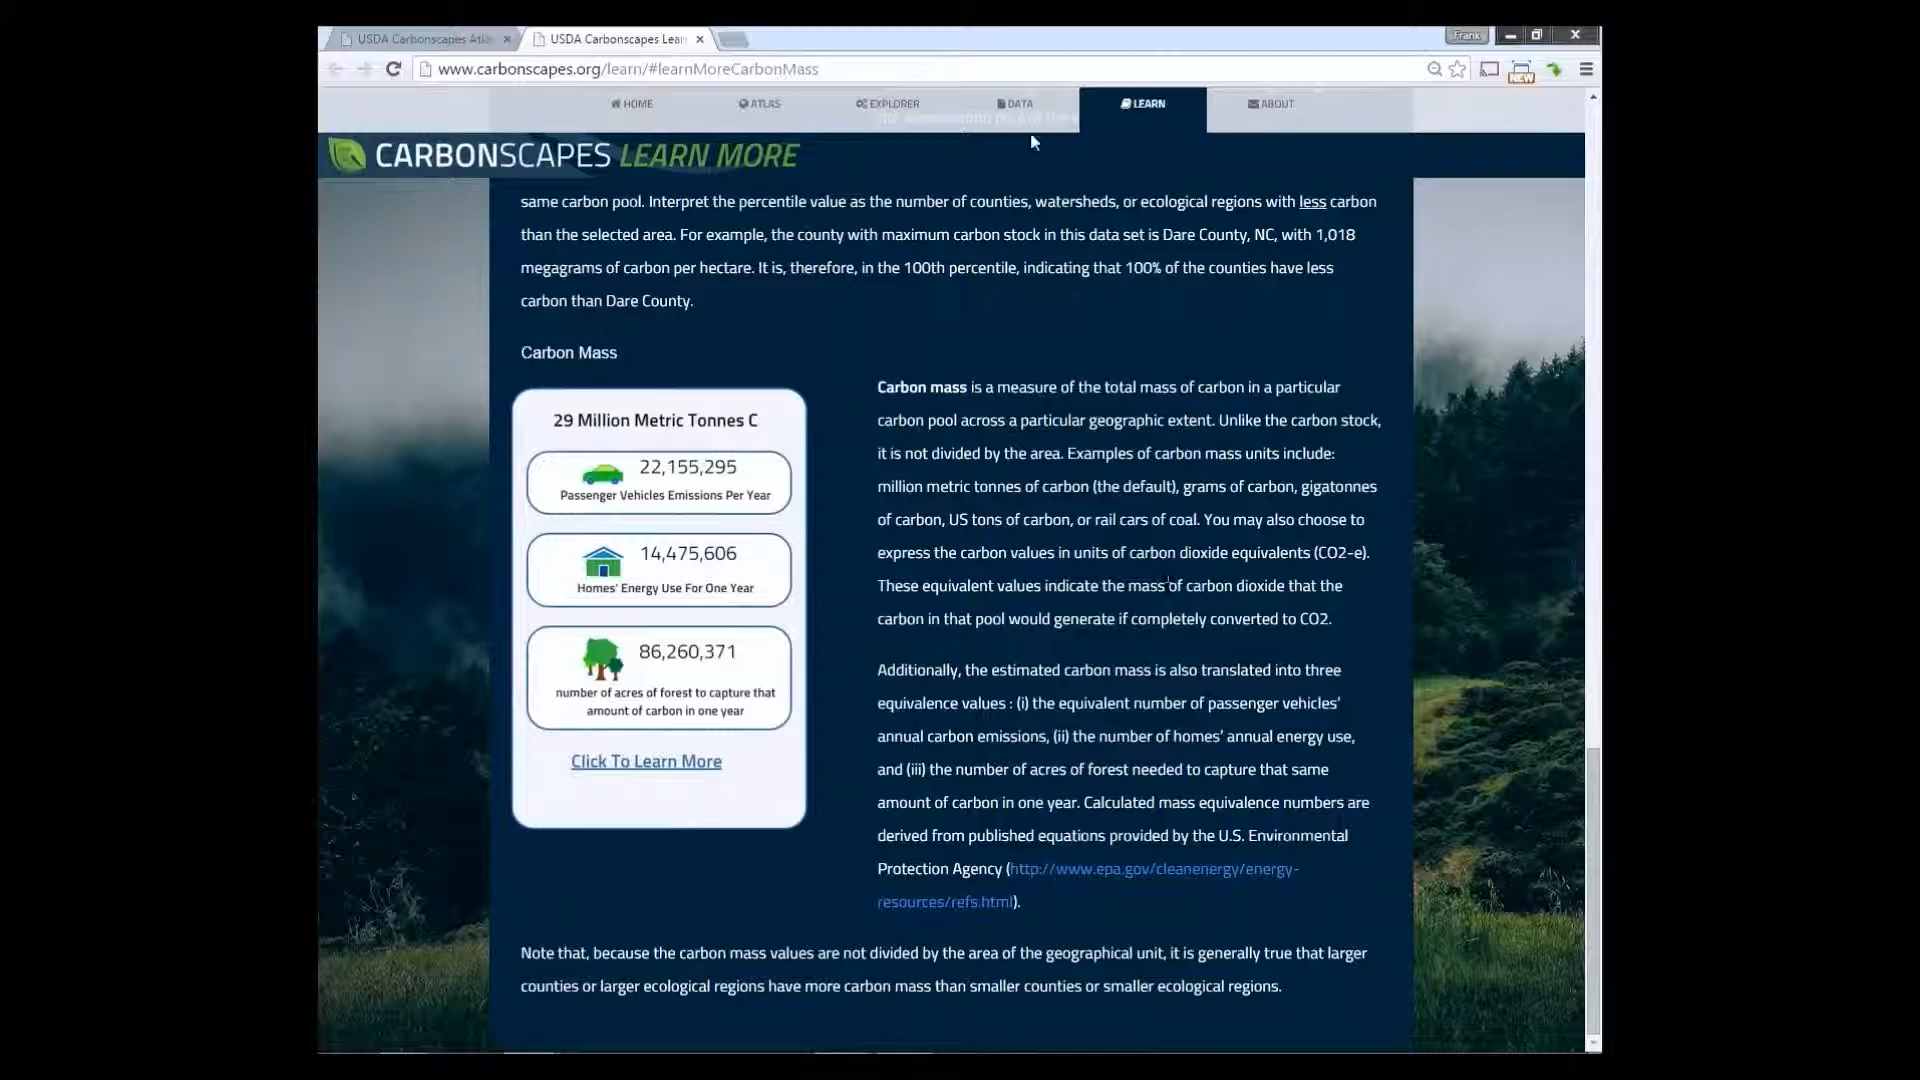 USDA Carbonscapes Atla
USDA Carbonscapes Lear
Frank
www.carbonscapes.org/learn/#learnMoreCarbonMass
NEW
HOME
ATLAS
EXPLORER
DATA
LEARN
ABOUT
CARBONSCAPES LEARN MORE
same carbon pool. Interpret the percentile value as the number of counties, watersheds, or ecological regions with less carbon
than the selected area. For example, the county with maximum carbon stock in this data set is Dare County, NC, with 1,018
megagrams of carbon per hectare. It is, therefore, in the 100th percentile, indicating that 100% of the counties have less
carbon than Dare County.
Carbon Mass
29 Million Metric Tonnes C
22,155,295
Passenger Vehicles Emissions Per Year
14,475,606
Homes' Energy Use For One Year
86,260,371
number of acres of forest to capture that
amount of carbon in one year
Click To Learn More
Carbon mass is a measure of the total mass of carbon in a particular
carbon pool across a particular geographic extent. Unlike the carbon stock,
it is not divided by the area. Examples of carbon mass units include:
million metric tonnes of carbon (the default), grams of carbon, gigatonnes
of carbon, US tons of carbon, or rail cars of coal. You may also choose to
express the carbon values in units of carbon dioxide equivalents (CO2-e).
These equivalent values indicate the mass of carbon dioxide that the
carbon in that pool would generate if completely converted to CO2.
Additionally, the estimated carbon mass is also translated into three
equivalence values : (i) the equivalent number of passenger vehicles’
annual carbon emissions, (ii) the number of homes’ annual energy use,
and (iii) the number of acres of forest needed to capture that same
amount of carbon in one year. Calculated mass equivalence numbers are
derived from published equations provided by the U.S. Environmental
Protection Agency (http://www.epa.gov/cleanenergy/energy-
resources/refs.html).
Note that, because the carbon mass values are not divided by the area of the geographical unit, it is generally true that larger
counties or larger ecological regions have more carbon mass than smaller counties or smaller ecological regions.